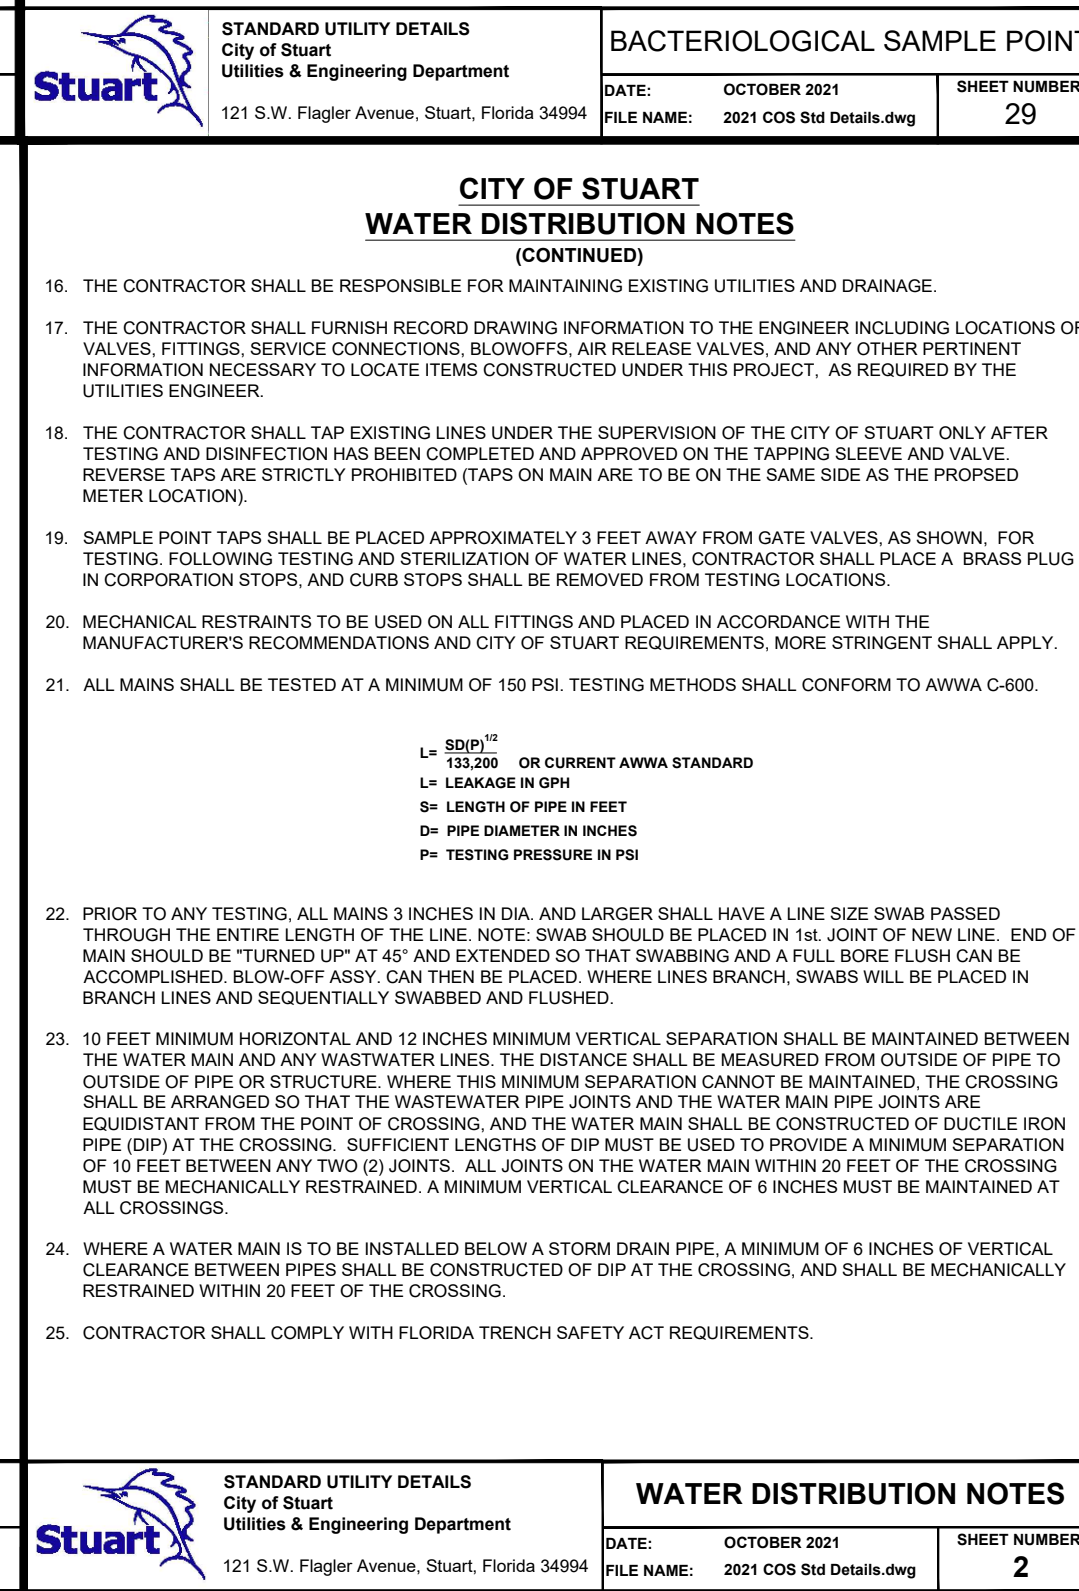 Stuart
STANDARD UTILITY DETAILS
City of Stuart
Utilities & Engineering Department
121 S.W. Flagler Avenue, Stuart, Florida 34994
BACTERIOLOGICAL SAMPLE POINT
DATE: OCTOBER 2021
FILE NAME: 2021 COS Std Details.dwg
SHEET NUMBER
29
CITY OF STUART
WATER DISTRIBUTION NOTES
(CONTINUED)
16. THE CONTRACTOR SHALL BE RESPONSIBLE FOR MAINTAINING EXISTING UTILITIES AND DRAINAGE.
17. THE CONTRACTOR SHALL FURNISH RECORD DRAWING INFORMATION TO THE ENGINEER INCLUDING LOCATIONS OF
VALVES, FITTINGS, SERVICE CONNECTIONS, BLOWOFFS, AIR RELEASE VALVES, AND ANY OTHER PERTINENT
INFORMATION NECESSARY TO LOCATE ITEMS CONSTRUCTED UNDER THIS PROJECT, AS REQUIRED BY THE
UTILITIES ENGINEER.
18. THE CONTRACTOR SHALL TAP EXISTING LINES UNDER THE SUPERVISION OF THE CITY OF STUART ONLY AFTER
TESTING AND DISINFECTION HAS BEEN COMPLETED AND APPROVED ON THE TAPPING SLEEVE AND VALVE.
REVERSE TAPS ARE STRICTLY PROHIBITED (TAPS ON MAIN ARE TO BE ON THE SAME SIDE AS THE PROPSED
METER LOCATION).
19. SAMPLE POINT TAPS SHALL BE PLACED APPROXIMATELY 3 FEET AWAY FROM GATE VALVES, AS SHOWN, FOR
TESTING. FOLLOWING TESTING AND STERILIZATION OF WATER LINES, CONTRACTOR SHALL PLACE A BRASS PLUG
IN CORPORATION STOPS, AND CURB STOPS SHALL BE REMOVED FROM TESTING LOCATIONS.
20. MECHANICAL RESTRAINTS TO BE USED ON ALL FITTINGS AND PLACED IN ACCORDANCE WITH THE
MANUFACTURER'S RECOMMENDATIONS AND CITY OF STUART REQUIREMENTS, MORE STRINGENT SHALL APPLY.
21. ALL MAINS SHALL BE TESTED AT A MINIMUM OF 150 PSI. TESTING METHODS SHALL CONFORM TO AWWA C-600.
L= SD(P)^1/2
133,200 OR CURRENT AWWA STANDARD
L= LEAKAGE IN GPH
S= LENGTH OF PIPE IN FEET
D= PIPE DIAMETER IN INCHES
P= TESTING PRESSURE IN PSI
22. PRIOR TO ANY TESTING, ALL MAINS 3 INCHES IN DIA. AND LARGER SHALL HAVE A LINE SIZE SWAB PASSED
THROUGH THE ENTIRE LENGTH OF THE LINE. NOTE: SWAB SHOULD BE PLACED IN 1st. JOINT OF NEW LINE. END OF
MAIN SHOULD BE "TURNED UP" AT 45° AND EXTENDED SO THAT SWABBING AND A FULL BORE FLUSH CAN BE
ACCOMPLISHED. BLOW-OFF ASSY. CAN THEN BE PLACED. WHERE LINES BRANCH, SWABS WILL BE PLACED IN
BRANCH LINES AND SEQUENTIALLY SWABBED AND FLUSHED.
23. 10 FEET MINIMUM HORIZONTAL AND 12 INCHES MINIMUM VERTICAL SEPARATION SHALL BE MAINTAINED BETWEEN
THE WATER MAIN AND ANY WASTWATER LINES. THE DISTANCE SHALL BE MEASURED FROM OUTSIDE OF PIPE TO
OUTSIDE OF PIPE OR STRUCTURE. WHERE THIS MINIMUM SEPARATION CANNOT BE MAINTAINED, THE CROSSING
SHALL BE ARRANGED SO THAT THE WASTEWATER PIPE JOINTS AND THE WATER MAIN PIPE JOINTS ARE
EQUIDISTANT FROM THE POINT OF CROSSING, AND THE WATER MAIN SHALL BE CONSTRUCTED OF DUCTILE IRON
PIPE (DIP) AT THE CROSSING. SUFFICIENT LENGTHS OF DIP MUST BE USED TO PROVIDE A MINIMUM SEPARATION
OF 10 FEET BETWEEN ANY TWO (2) JOINTS. ALL JOINTS ON THE WATER MAIN WITHIN 20 FEET OF THE CROSSING
MUST BE MECHANICALLY RESTRAINED. A MINIMUM VERTICAL CLEARANCE OF 6 INCHES MUST BE MAINTAINED AT
ALL CROSSINGS.
24. WHERE A WATER MAIN IS TO BE INSTALLED BELOW A STORM DRAIN PIPE, A MINIMUM OF 6 INCHES OF VERTICAL
CLEARANCE BETWEEN PIPES SHALL BE CONSTRUCTED OF DIP AT THE CROSSING, AND SHALL BE MECHANICALLY
RESTRAINED WITHIN 20 FEET OF THE CROSSING.
25. CONTRACTOR SHALL COMPLY WITH FLORIDA TRENCH SAFETY ACT REQUIREMENTS.
Stuart
STANDARD UTILITY DETAILS
City of Stuart
Utilities & Engineering Department
121 S.W. Flagler Avenue, Stuart, Florida 34994
WATER DISTRIBUTION NOTES
DATE: OCTOBER 2021
FILE NAME: 2021 COS Std Details.dwg
SHEET NUMBER
2